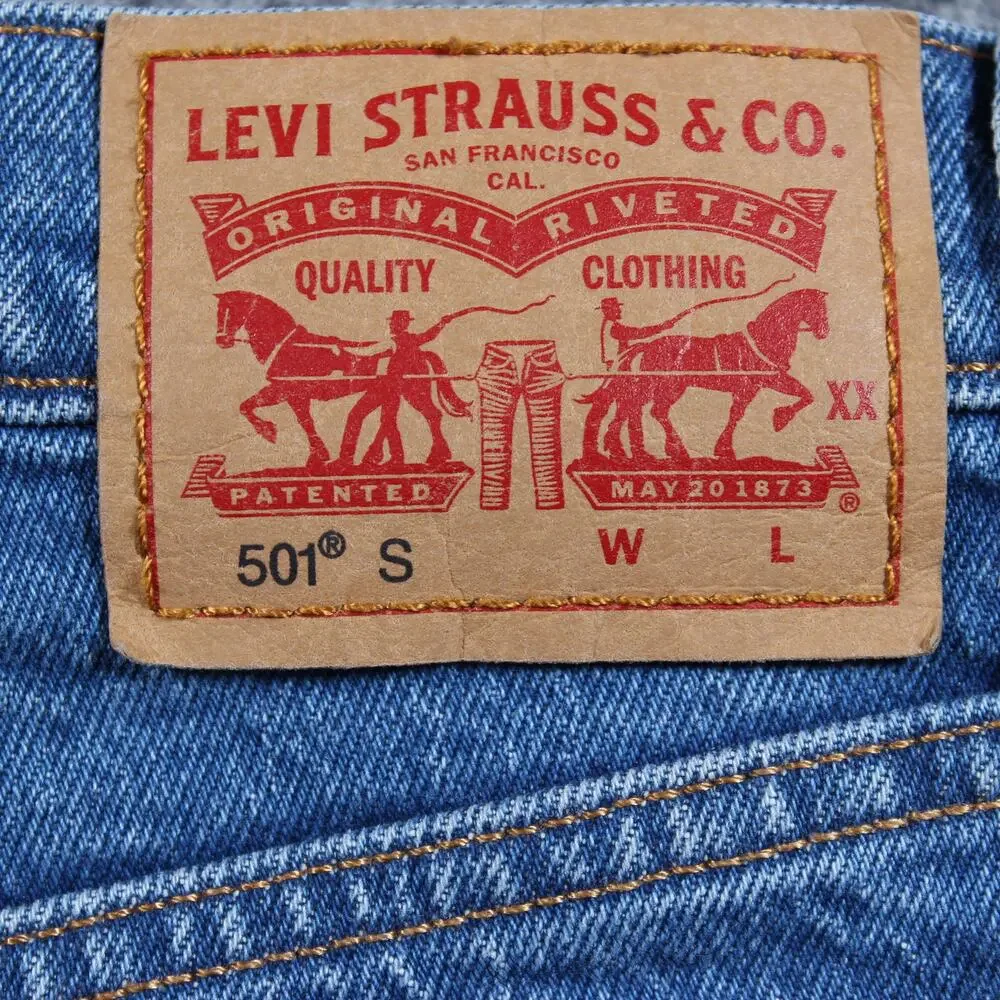 LEVI STRAUSS & CO.
SAN FRANCISCO
CAL.
ORIGINAL RIVETED
QUALITY CLOTHING
XX
PATENTED MAY 20 1873 ®
501® S W L